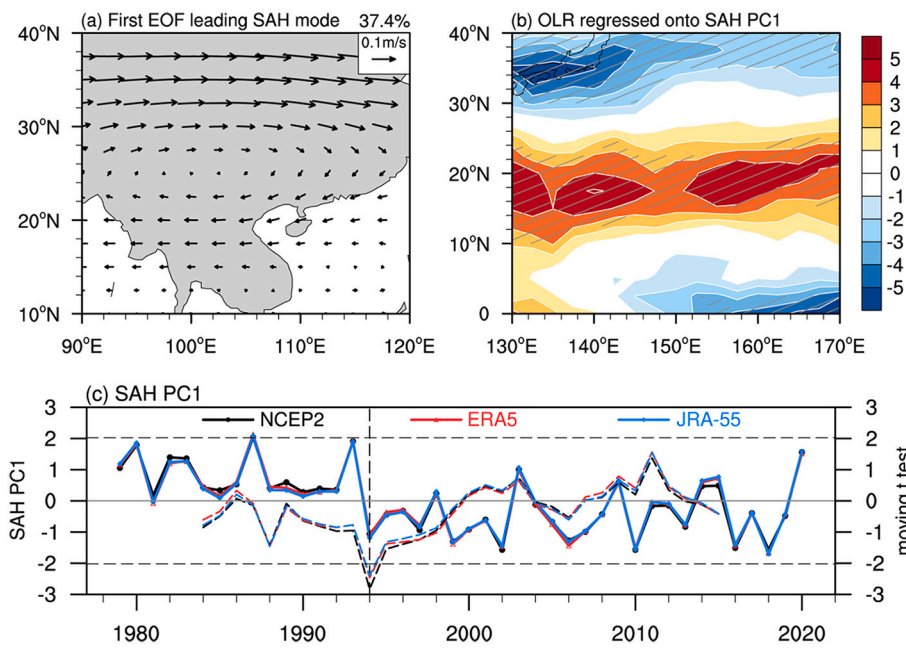 (a) First EOF leading SAH mode 37.4%
0.1m/s
40°N
30°N
20°N
10°N
90°E 100°E 110°E 120°E
(b) OLR regressed onto SAH PC1
40°N
30°N
20°N
10°N
0
130°E 140°E 150°E 160°E 170°E
5
4
3
2
1
0
-1
-2
-3
-4
-5
(c) SAH PC1
NCEP2 ERA5 JRA-55
SAH PC1
3
2
1
0
-1
-2
-3
3
2
1
0
-1
-2
-3
moving t test
1980 1990 2000 2010 2020